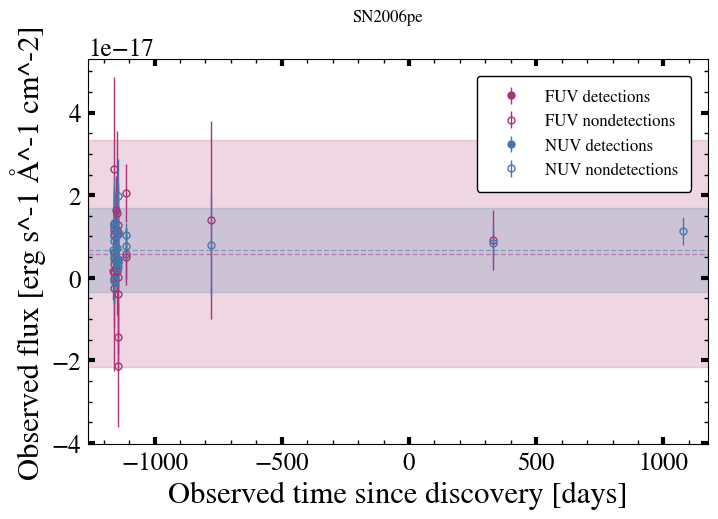 SN2006pe
1e−17
Observed flux [erg s^-1 Å^-1 cm^-2]
4
2
0
−2
−4
FUV detections
FUV nondetections
NUV detections
NUV nondetections
−1000 −500 0 500 1000
Observed time since discovery [days]